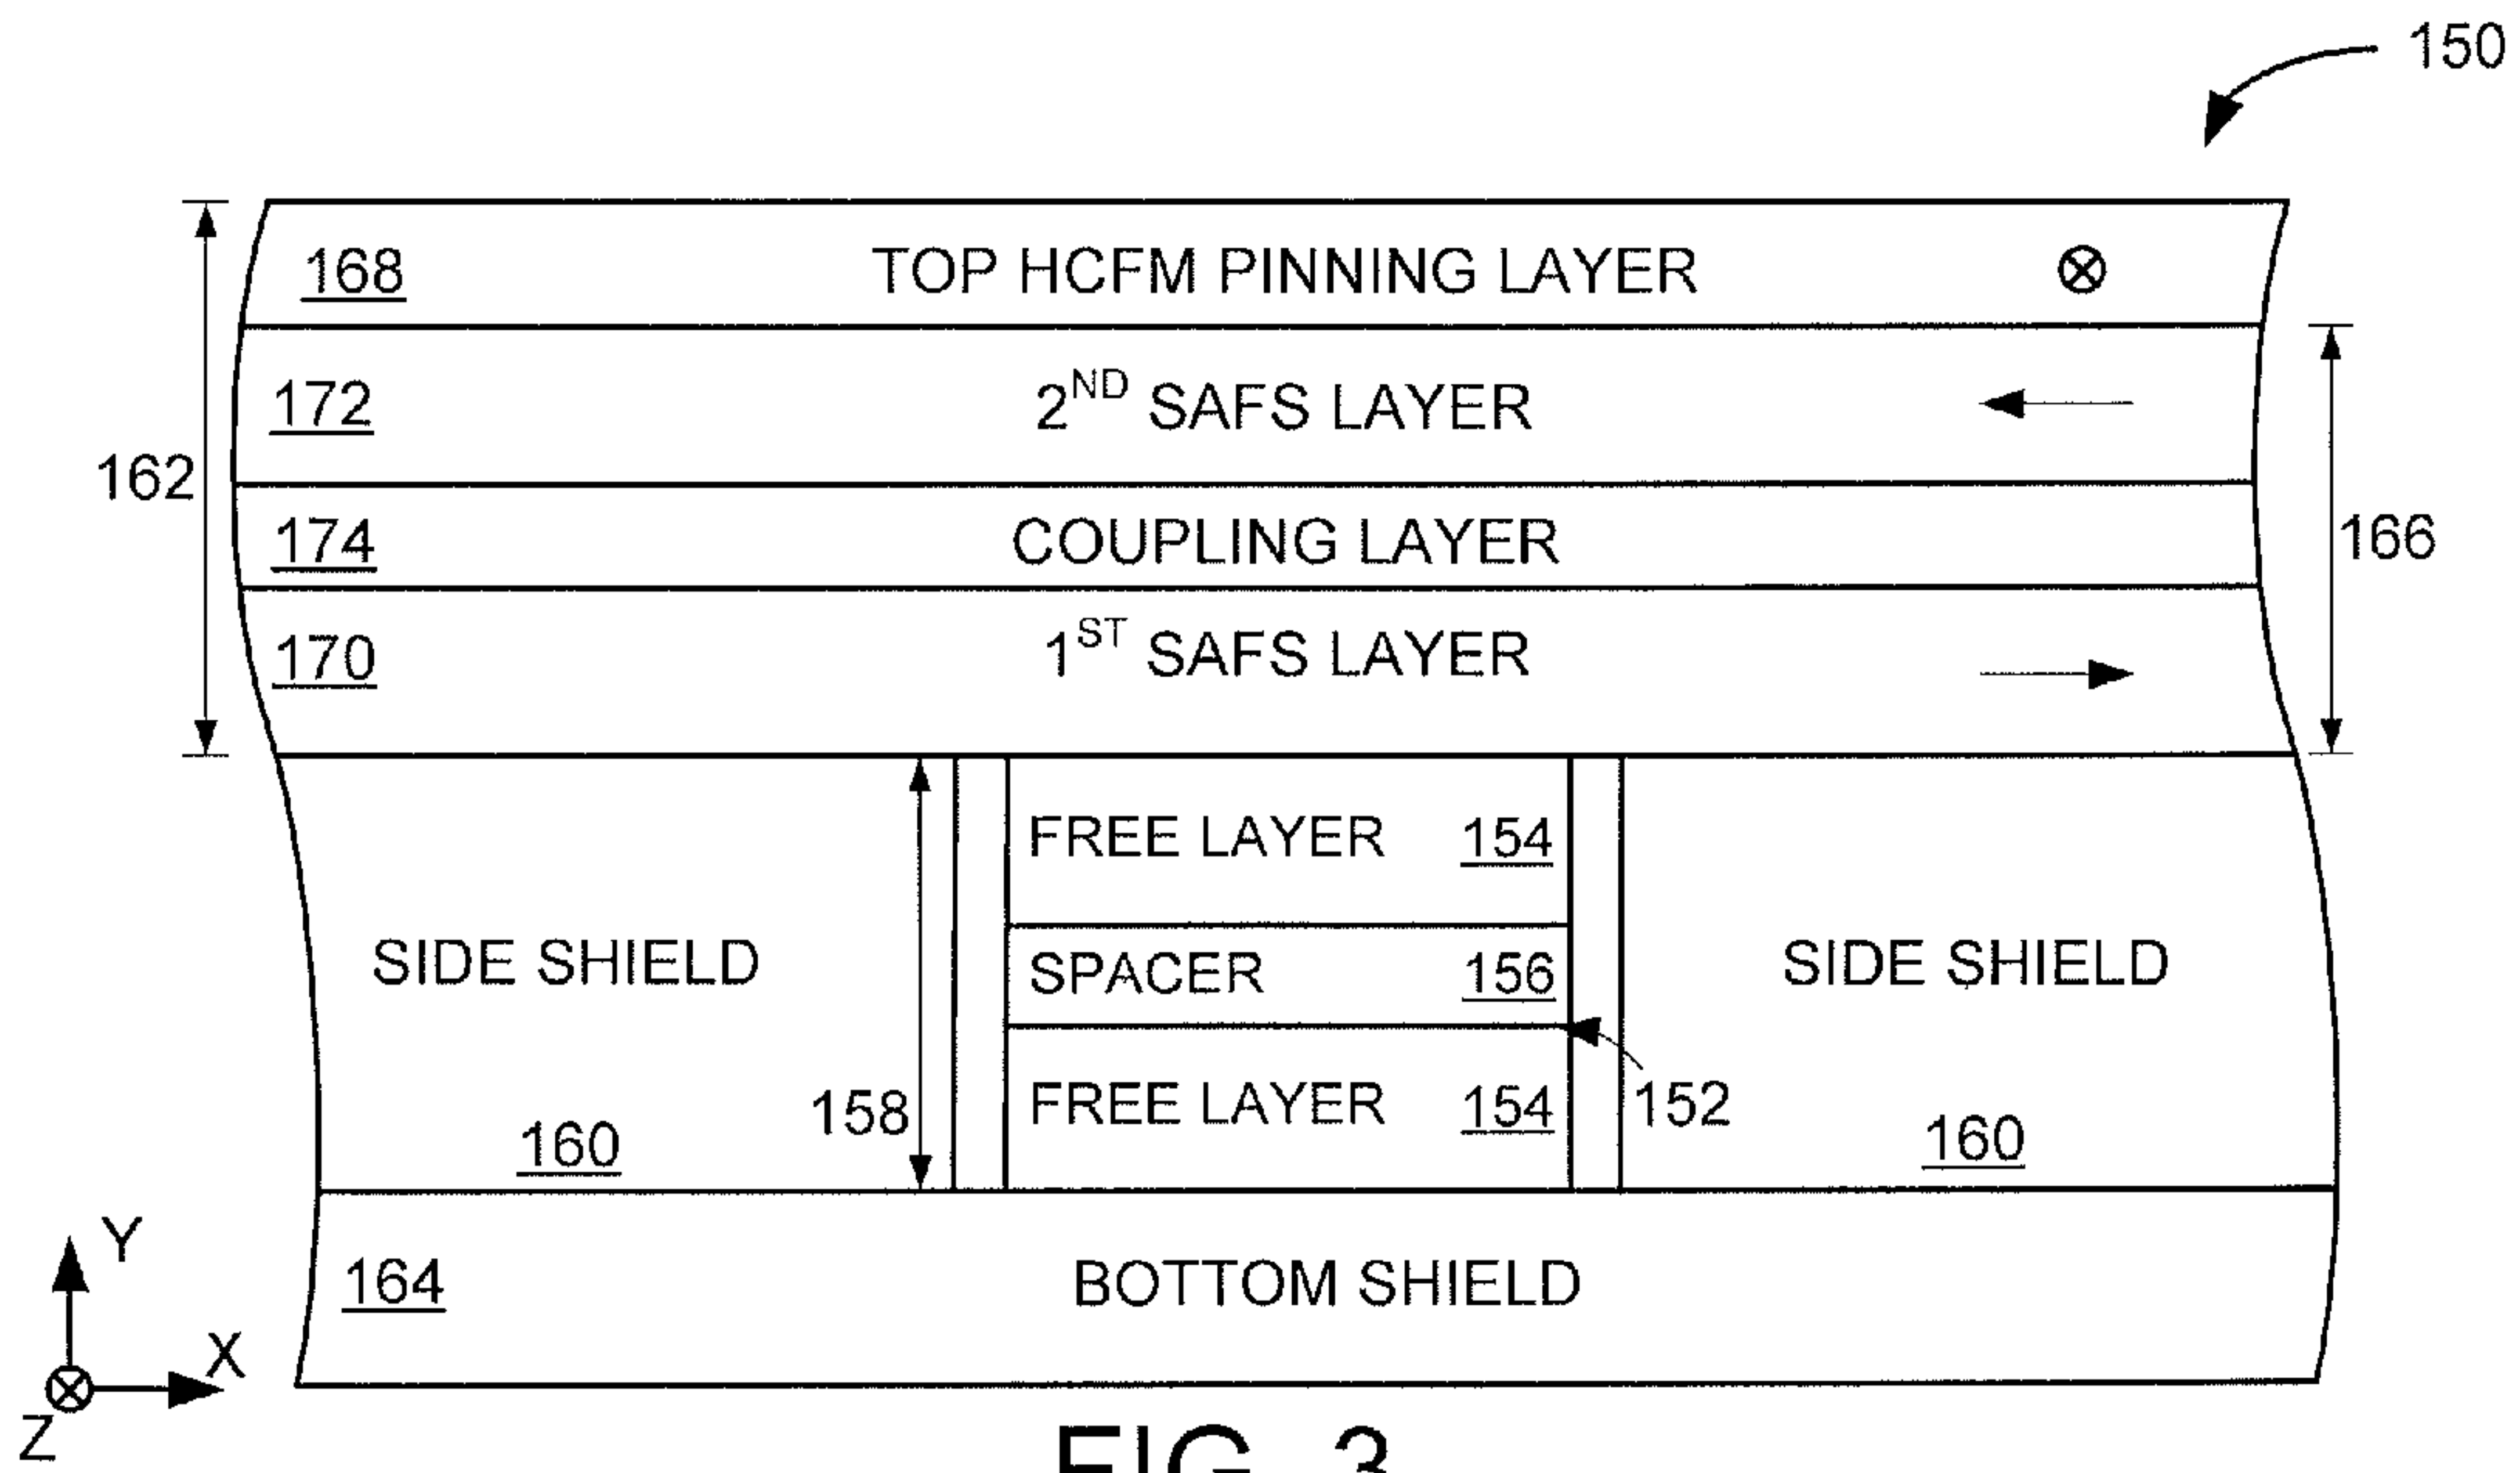 150
168 TOP HCFM PINNING LAYER
172 2ND SAFS LAYER
162
174 COUPLING LAYER
166
170 1ST SAFS LAYER
FREE LAYER 154
SIDE SHIELD
SPACER 156
SIDE SHIELD
158
FREE LAYER 154
152
160
160
Y
164 BOTTOM SHIELD
X
Z
FIG. 3